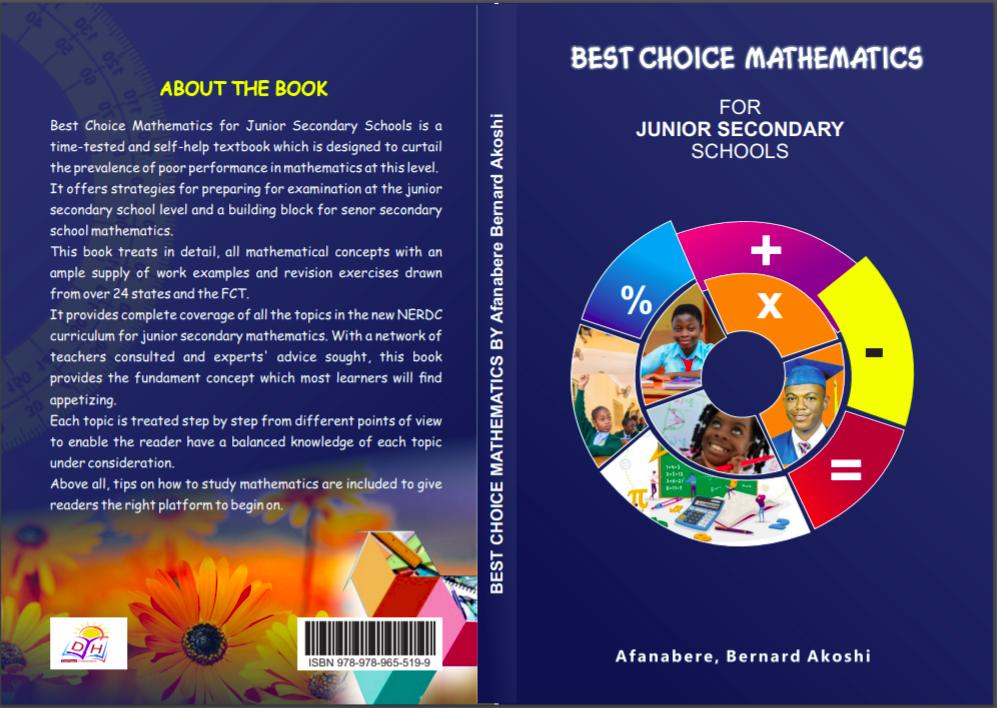 ABOUT THE BOOK
Best Choice Mathematics for Junior Secondary Schools is a
time-tested and self-help textbook which is designed to curtail
the prevalence of poor performance in mathematics at this level.
It offers strategies for preparing for examination at the junior
secondary school level and a building block for senor secondary
school mathematics.
This book treats in detail, all mathematical concepts with an
ample supply of work examples and revision exercises drawn
from over 24 states and the FCT.
It provides complete coverage of all the topics in the new NERDC
curriculum for junior secondary mathematics. With a network of
teachers consulted and experts' advice sought, this book
provides the fundament concept which most learners will find
appetizing.
Each topic is treated step by step from different points of view
to enable the reader have a balanced knowledge of each topic
under consideration.
Above all, tips on how to study mathematics are included to give
readers the right platform to begin on.
DH
ISBN 978-978-965-519-9
BEST CHOICE MATHEMATICS BY Afanabere Bernard Akoshi
BEST CHOICE MATHEMATICS
FOR
JUNIOR SECONDARY
SCHOOLS
+
%
X
-
=
π
Afanabere, Bernard Akoshi